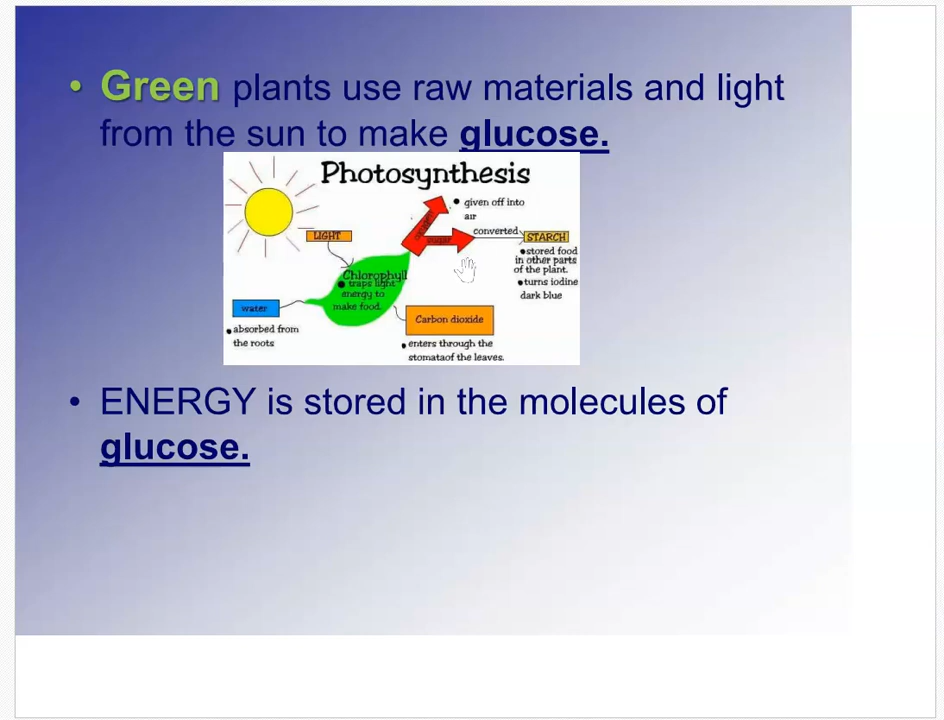 • Green plants use raw materials and light
from the sun to make glucose.
Photosynthesis
• given off into
air
oxygen
sugar
converted
STARCH
•stored food
in other parts
of the plant.
•turns iodine
dark blue
LIGHT
Chlorophyll
• traps light
energy to
make food.
water
• absorbed from
the roots
Carbon dioxide
• enters through the
stomataof the leaves.
• ENERGY is stored in the molecules of
glucose.